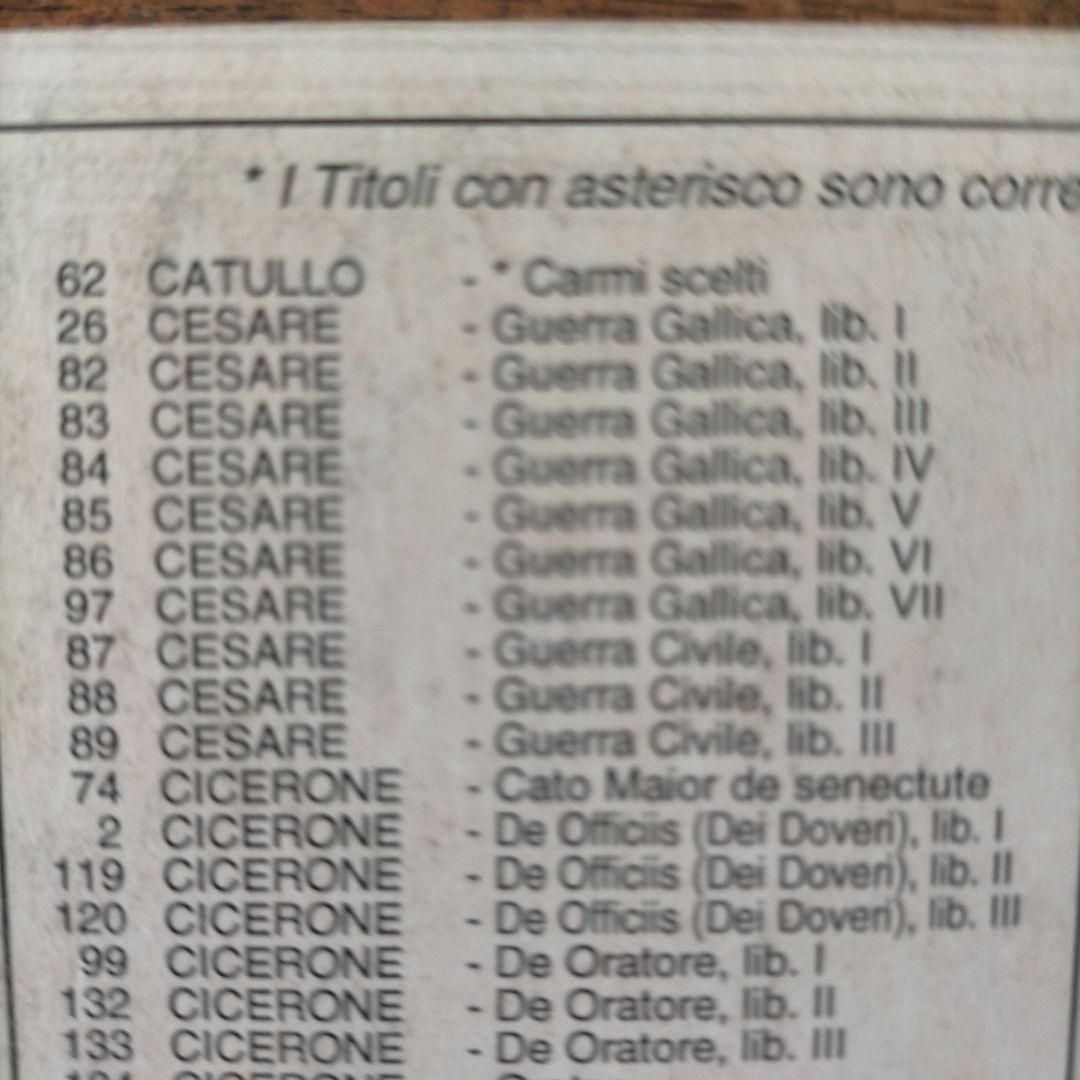 * I Titoli con asterisco sono corre
62 CATULLO - * Carmi scelti
26 CESARE - Guerra Gallica, lib. I
82 CESARE - Guerra Gallica, lib. II
83 CESARE - Guerra Gallica, lib. III
84 CESARE - Guerra Gallica, lib. IV
85 CESARE - Guerra Gallica, lib. V
86 CESARE - Guerra Gallica, lib. VI
97 CESARE - Guerra Gallica, lib. VII
87 CESARE - Guerra Civile, lib. I
88 CESARE - Guerra Civile, lib. II
89 CESARE - Guerra Civile, lib. III
74 CICERONE - Cato Maior de senectute
2 CICERONE - De Officiis (Dei Doveri), lib. I
119 CICERONE - De Officiis (Dei Doveri), lib. II
120 CICERONE - De Officiis (Dei Doveri), lib. III
99 CICERONE - De Oratore, lib. I
132 CICERONE - De Oratore, lib. II
133 CICERONE - De Oratore, lib. III
CICERONE